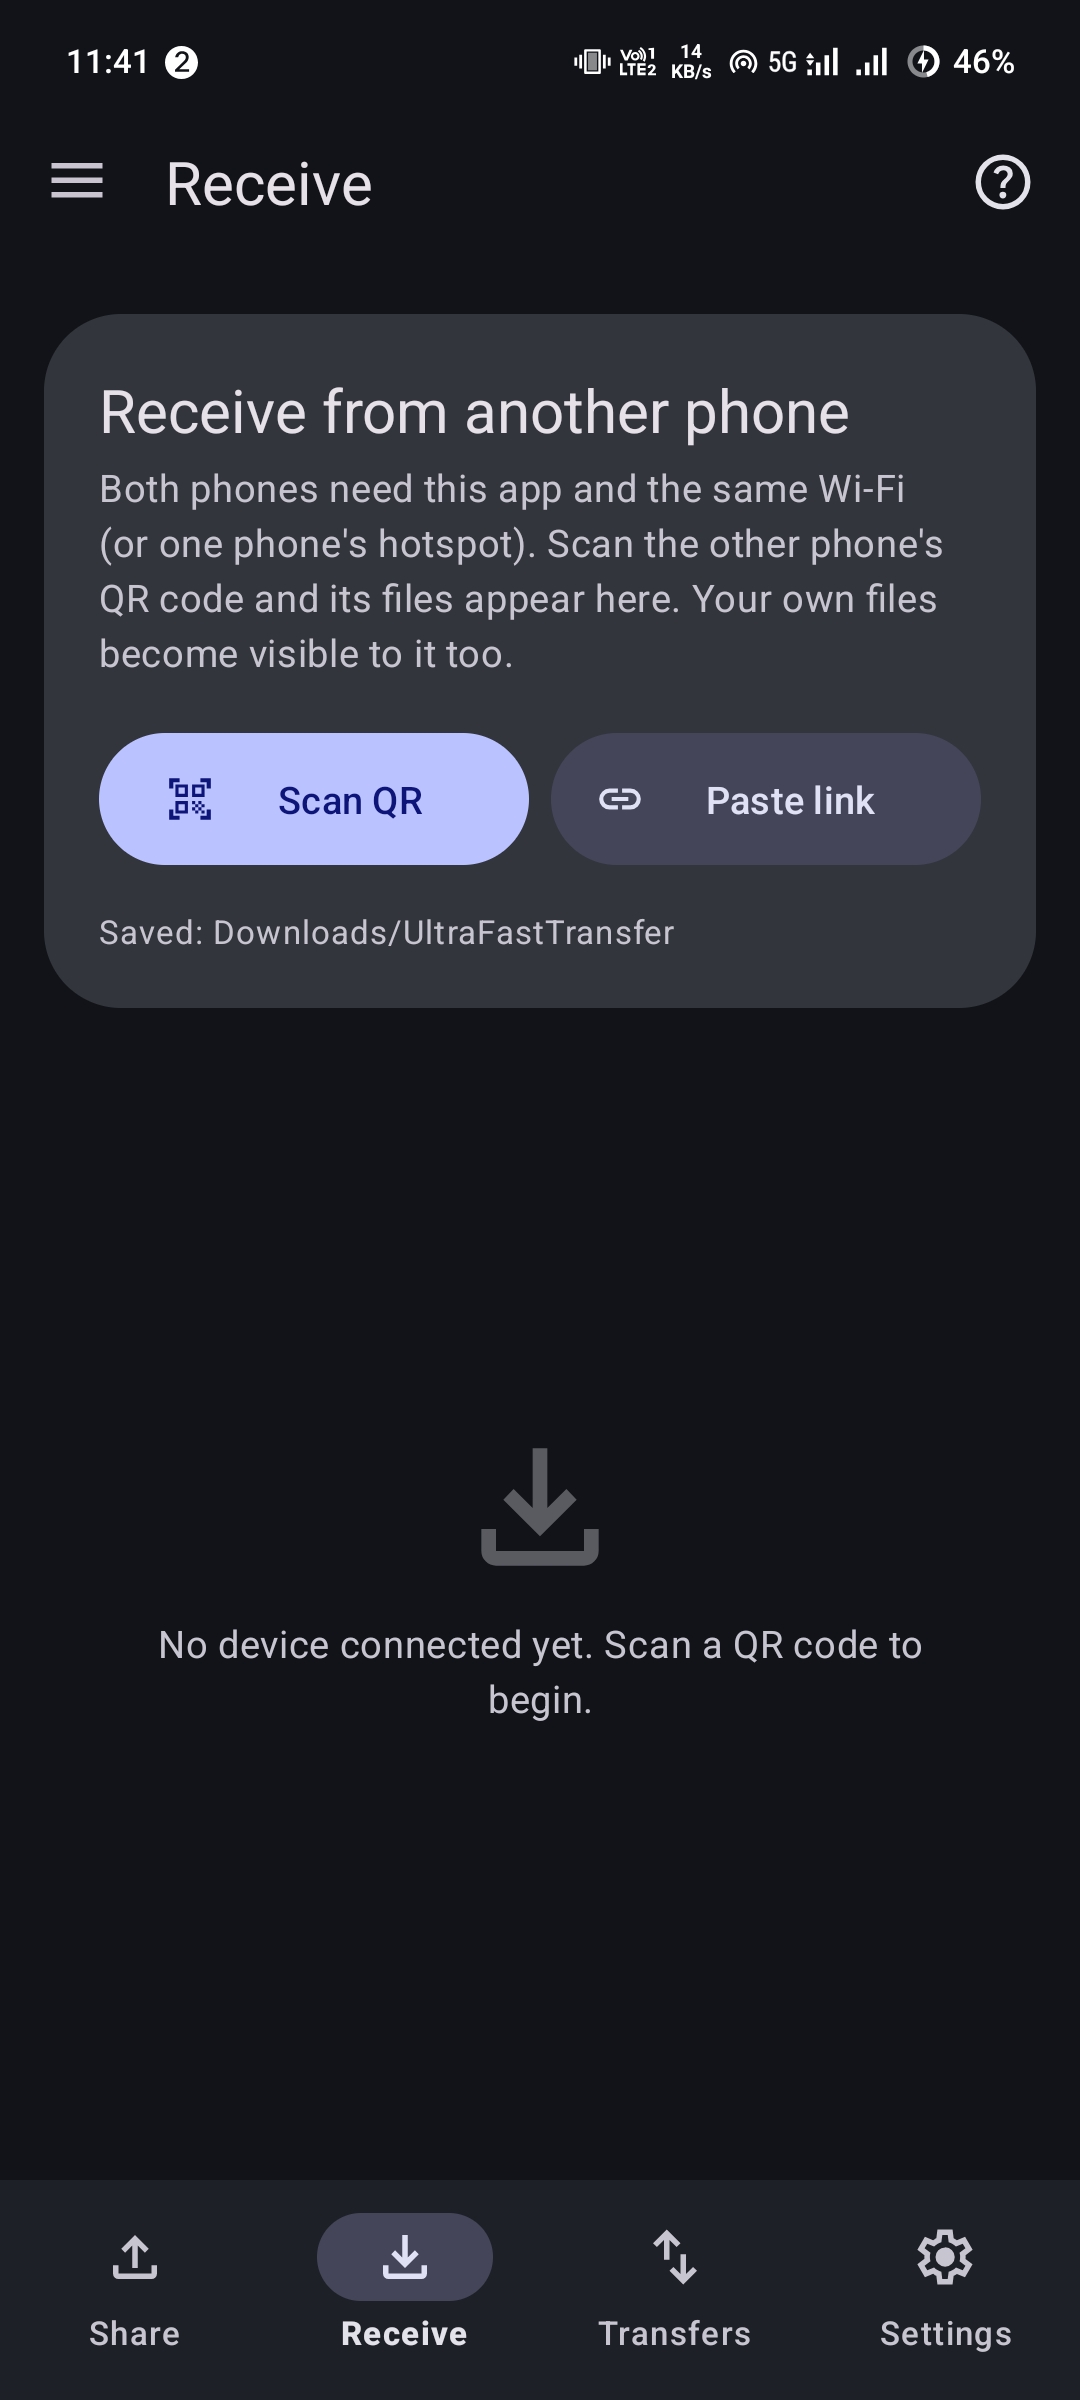 11:41 2 Vo)) 1 LTE2 14 KB/s 5G 46%
Receive
Receive from another phone
Both phones need this app and the same Wi-Fi
(or one phone's hotspot). Scan the other phone's
QR code and its files appear here. Your own files
become visible to it too.
Scan QR Paste link
Saved: Downloads/UltraFastTransfer
No device connected yet. Scan a QR code to
begin.
Share Receive Transfers Settings